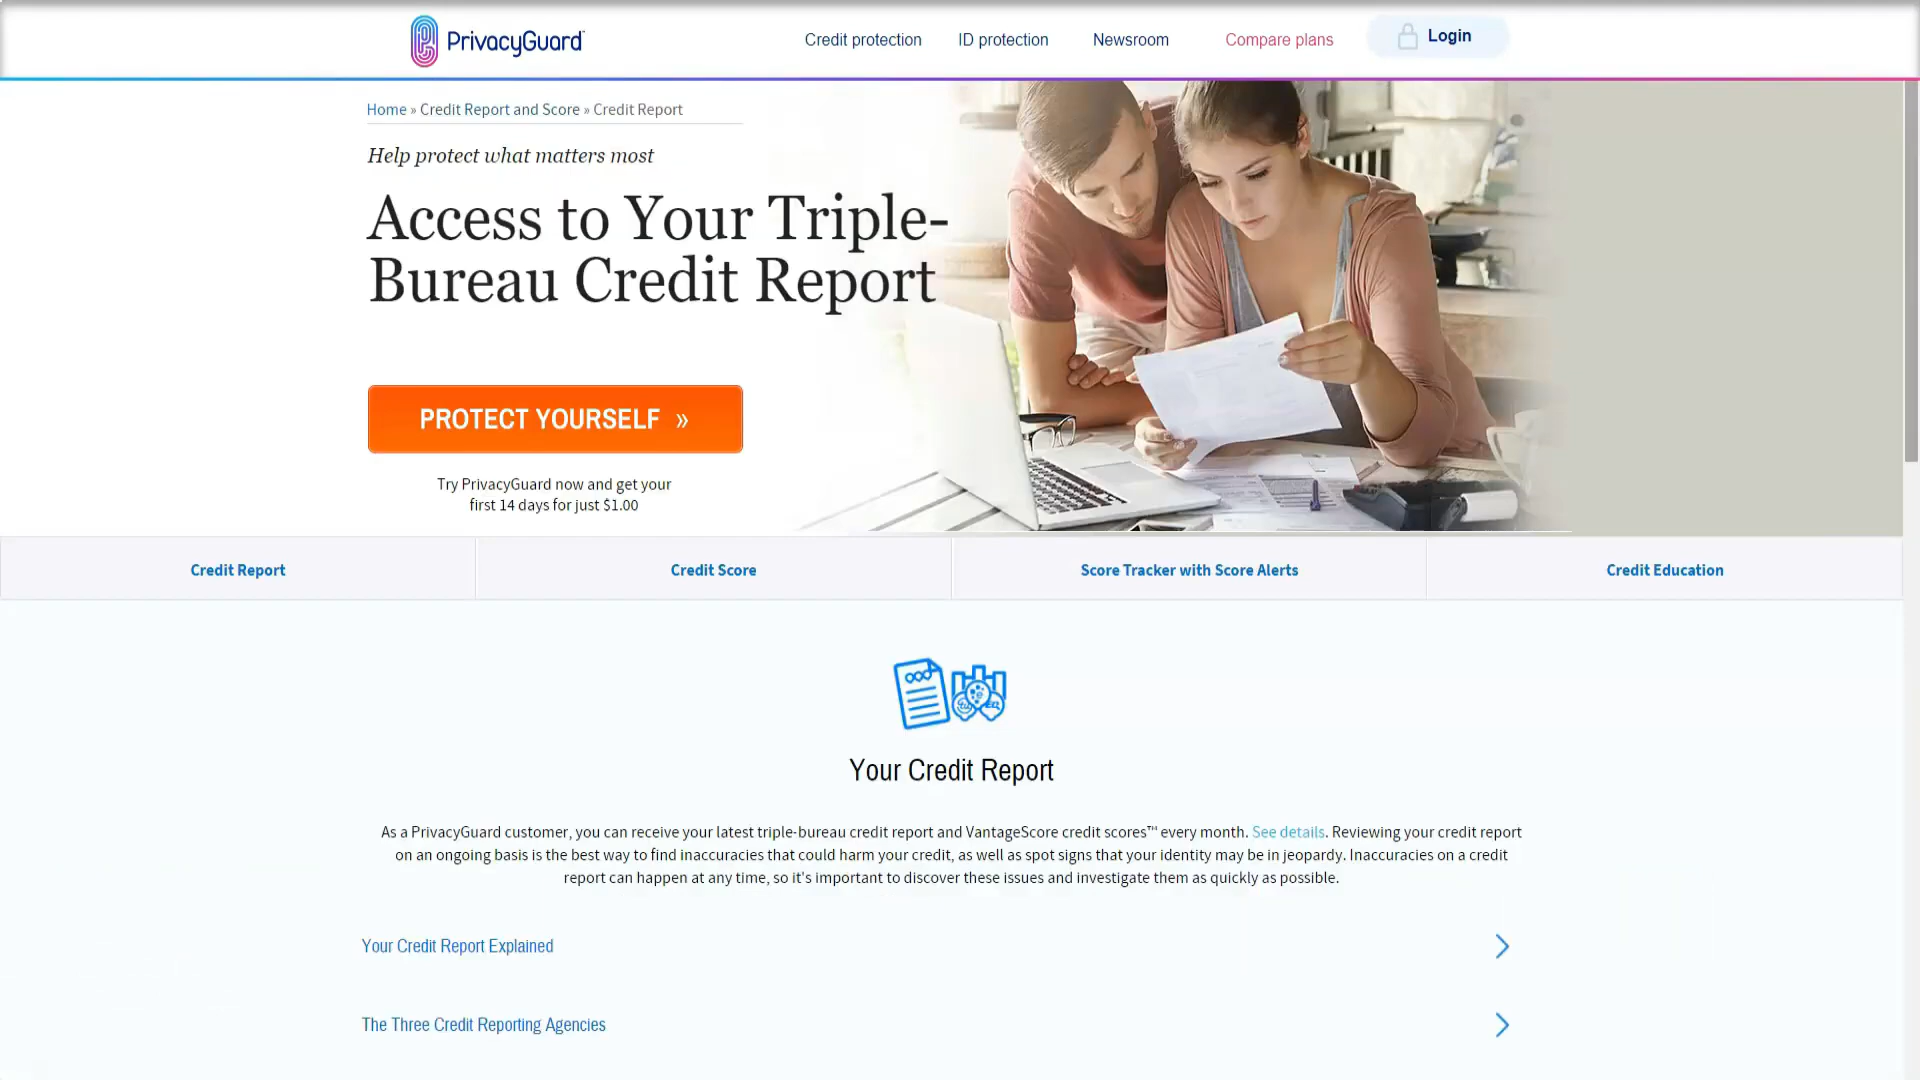 PrivacyGuard
Credit protection
ID protection
Newsroom
Compare plans
Login
Home » Credit Report and Score » Credit Report
Help protect what matters most
Access to Your Triple-
Bureau Credit Report
PROTECT YOURSELF »
Try PrivacyGuard now and get your
first 14 days for just $1.00
Credit Report
Credit Score
Score Tracker with Score Alerts
Credit Education
Your Credit Report
As a PrivacyGuard customer, you can receive your latest triple-bureau credit report and VantageScore credit scores™ every month. See details. Reviewing your credit report
on an ongoing basis is the best way to find inaccuracies that could harm your credit, as well as spot signs that your identity may be in jeopardy. Inaccuracies on a credit
report can happen at any time, so it's important to discover these issues and investigate them as quickly as possible.
Your Credit Report Explained
The Three Credit Reporting Agencies